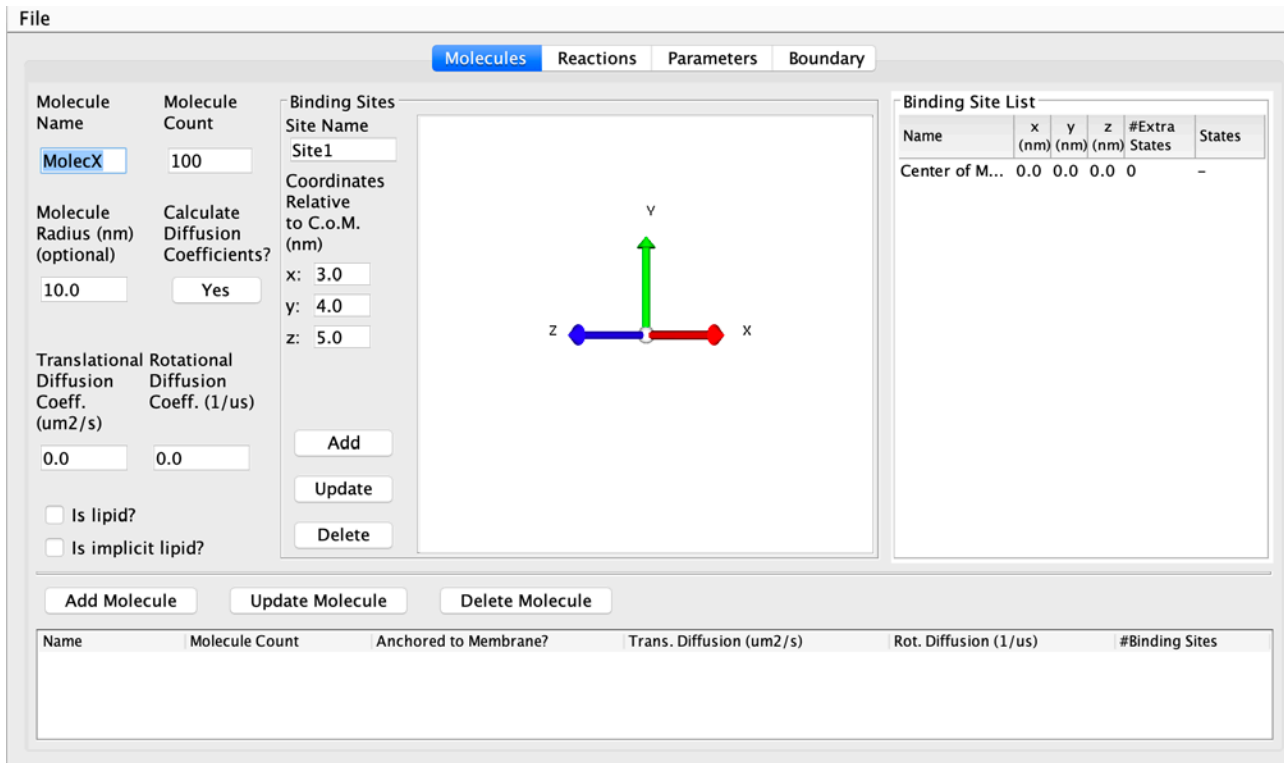 File
Molecules Reactions Parameters Boundary
Molecule
Name
MolecX
Molecule
Count
100
Molecule
Radius (nm)
(optional)
10.0
Calculate
Diffusion
Coefficients?
Yes
Translational
Diffusion
Coeff.
(um2/s)
0.0
Rotational
Diffusion
Coeff. (1/us)
0.0
Is lipid?
Is implicit lipid?
Binding Sites
Site Name
Site1
Coordinates
Relative
to C.o.M.
(nm)
x: 3.0
y: 4.0
z: 5.0
Add
Update
Delete
Y
Z X
Binding Site List
Name x (nm) y (nm) z (nm) #Extra States States
Center of M... 0.0 0.0 0.0 0 –
Add Molecule Update Molecule Delete Molecule
Name Molecule Count Anchored to Membrane? Trans. Diffusion (um2/s) Rot. Diffusion (1/us) #Binding Sites